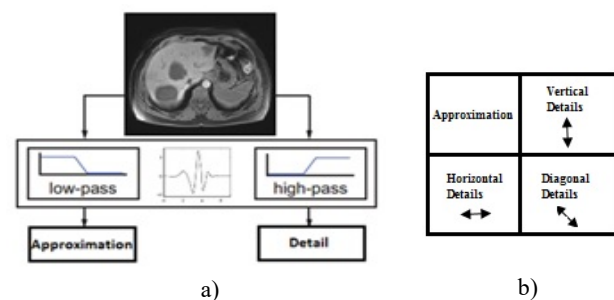 low-pass
high-pass
Approximation
Detail
a)
Approximation
Vertical
Details
Horizontal
Details
Diagonal
Details
b)